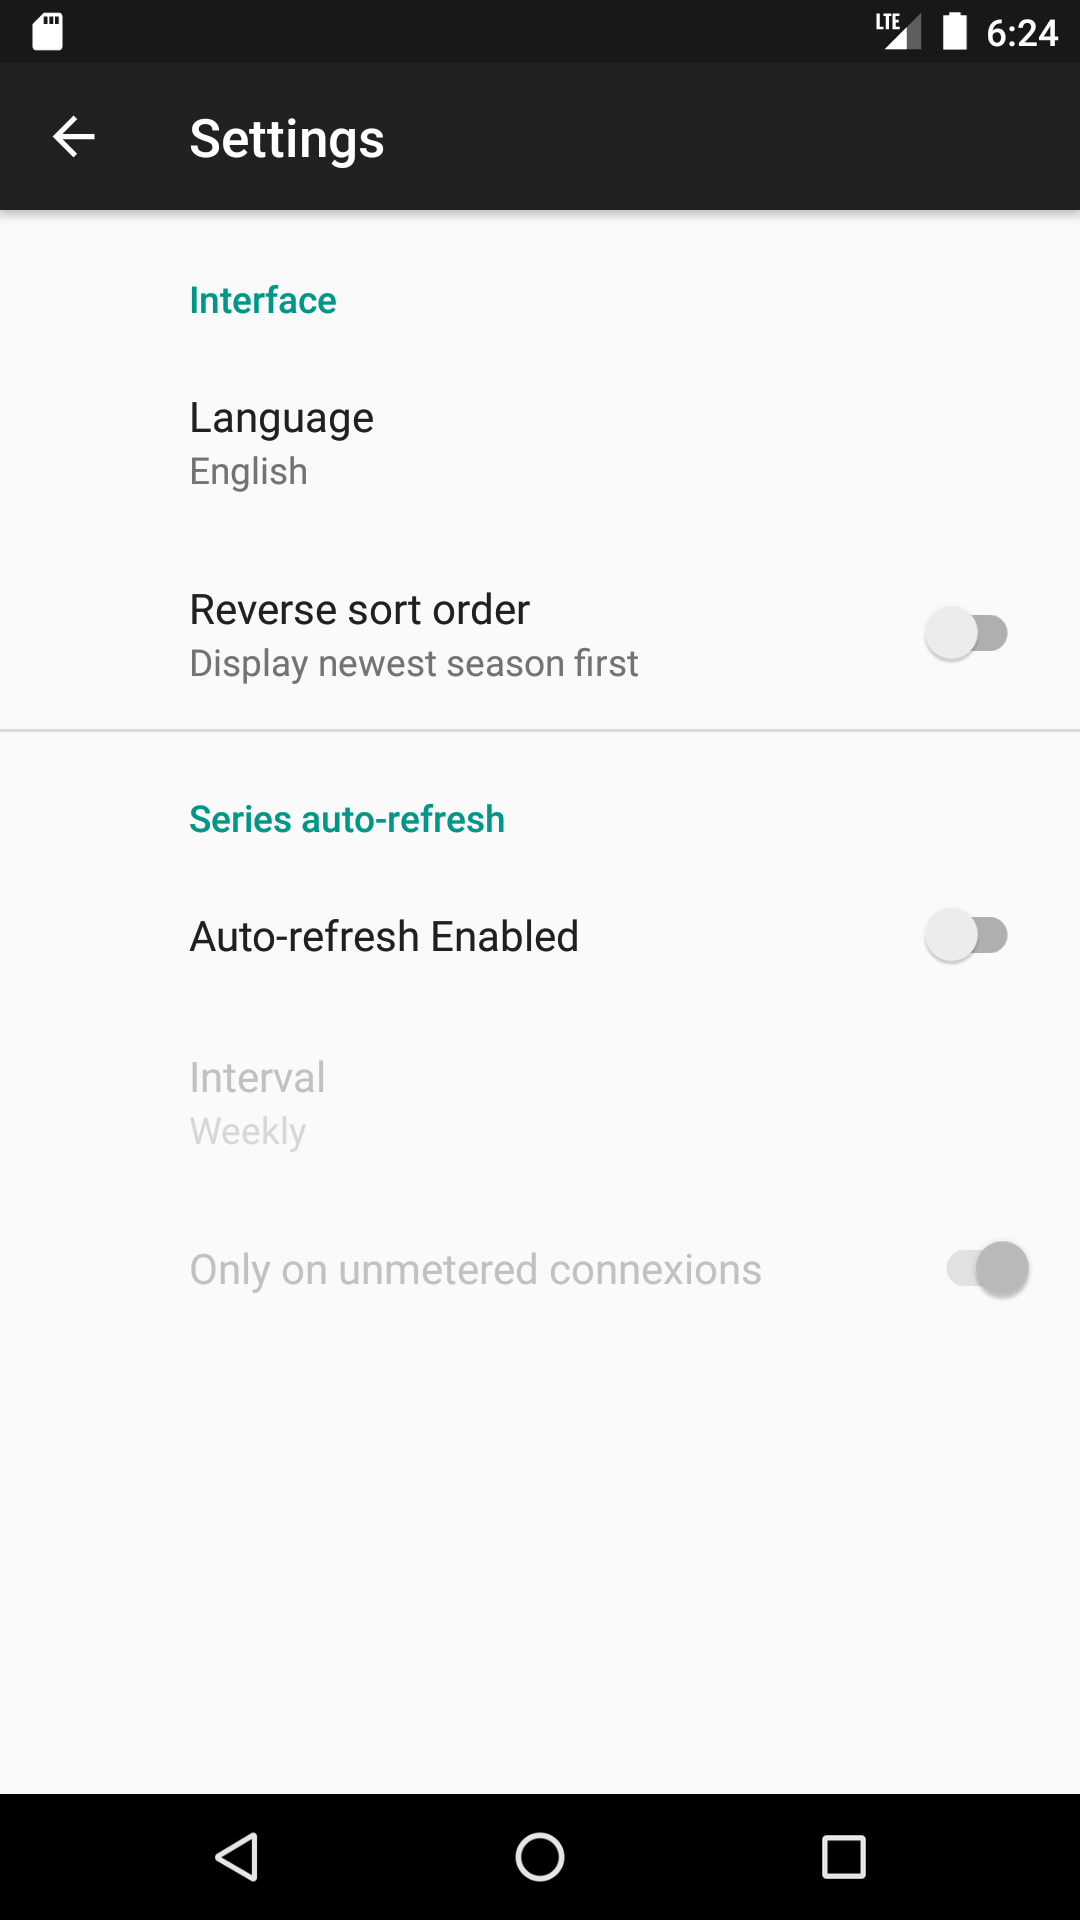 LTE 6:24
Settings
Interface
Language
English
Reverse sort order
Display newest season first
Series auto-refresh
Auto-refresh Enabled
Interval
Weekly
Only on unmetered connexions